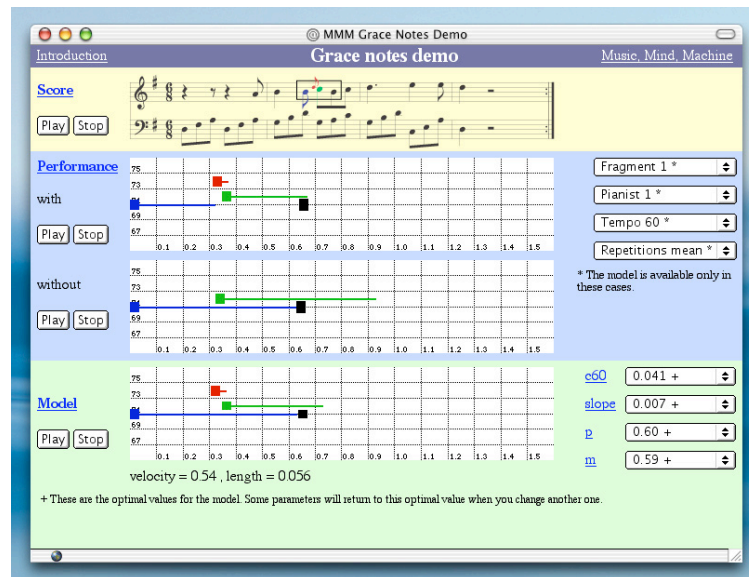 @ MMM Grace Notes Demo
Introduction Grace notes demo Music, Mind, Machine
Score
Play Stop
Performance
with
Play Stop
75
73
71
69
67
0.1 0.2 0.3 0.4 0.5 0.6 0.7 0.8 0.9 1.0 1.1 1.2 1.3 1.4 1.5
Fragment 1 *
Pianist 1 *
Tempo 60 *
Repetitions mean *
* The model is available only in
these cases.
without
Play Stop
75
73
71
69
67
0.1 0.2 0.3 0.4 0.5 0.6 0.7 0.8 0.9 1.0 1.1 1.2 1.3 1.4 1.5
Model
Play Stop
75
73
71
69
67
0.1 0.2 0.3 0.4 0.5 0.6 0.7 0.8 0.9 1.0 1.1 1.2 1.3 1.4 1.5
c60 0.041 +
slope 0.007 +
p 0.60 +
m 0.59 +
velocity = 0.54 , length = 0.056
+ These are the optimal values for the model. Some parameters will return to this optimal value when you change another one.